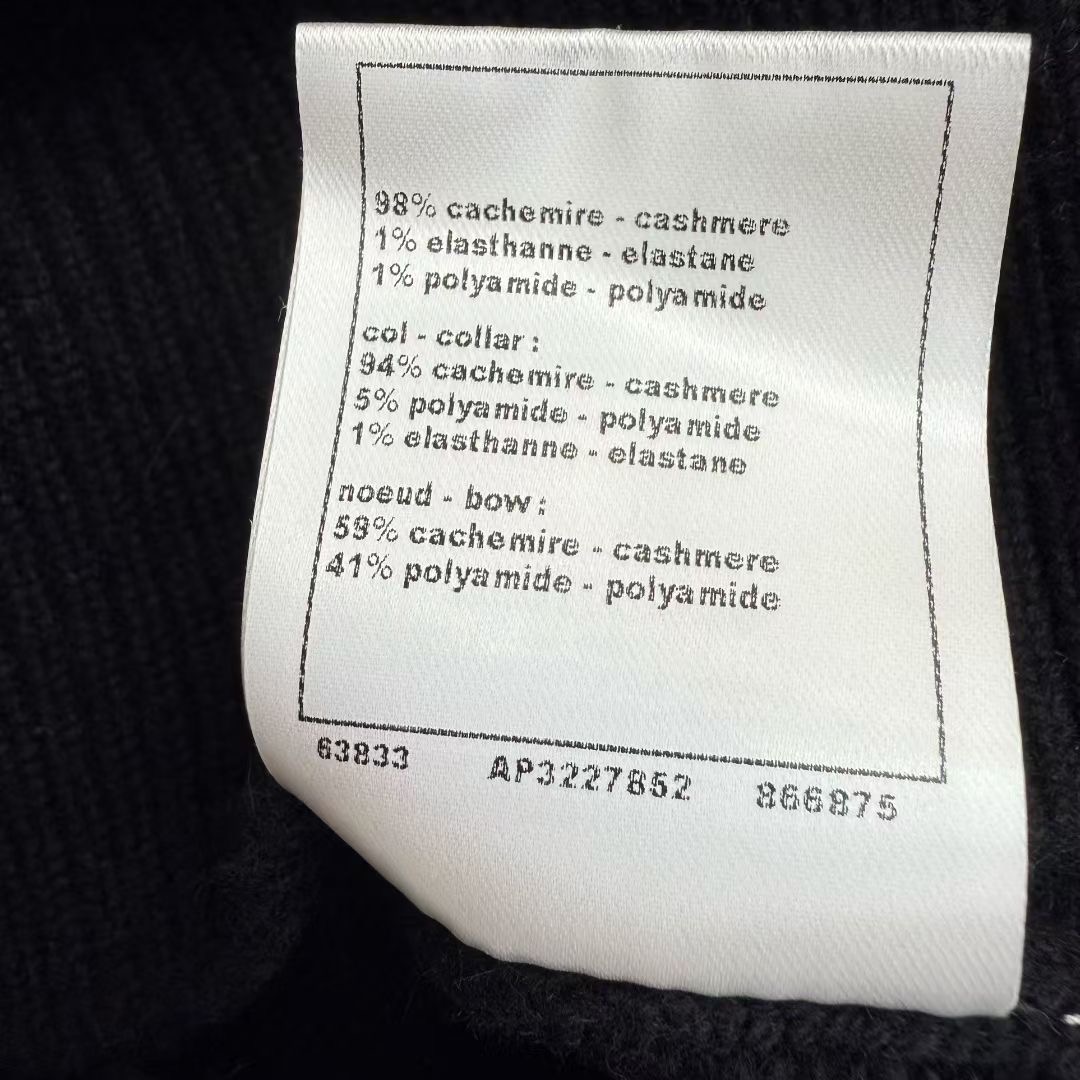 98% cachemire - cashmere
1% elasthanne - elastane
1% polyamide - polyamide
col - collar :
94% cachemire - cashmere
5% polyamide - polyamide
1% elasthanne - elastane
noeud - bow :
59% cachemire - cashmere
41% polyamide - polyamide
63833 AP3227852 866875